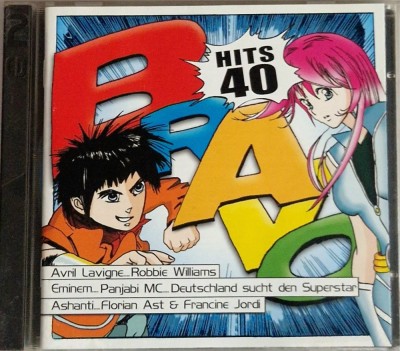 2
HITS
40
BRAVO
Avril Lavigne...Robbie Williams
Eminem... Panjabi MC...Deutschland sucht den Superstar
Ashanti...Florian Ast & Francine Jordi